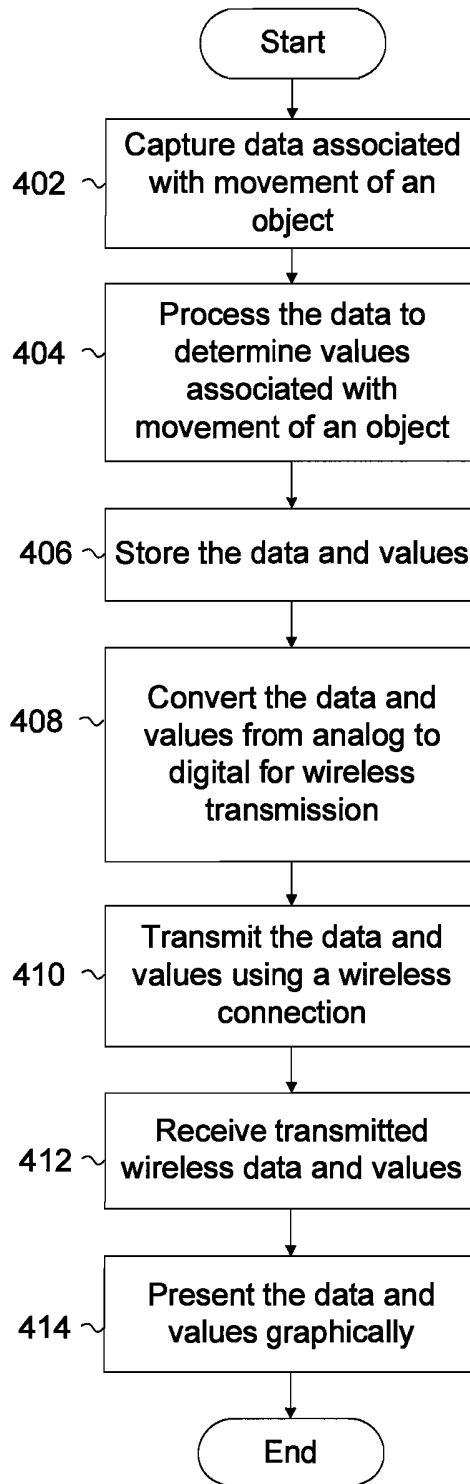 Start
402
Capture data associated
with movement of an
object
404
Process the data to
determine values
associated with
movement of an object
406
Store the data and values
408
Convert the data and
values from analog to
digital for wireless
transmission
410
Transmit the data and
values using a wireless
connection
412
Receive transmitted
wireless data and values
414
Present the data and
values graphically
End